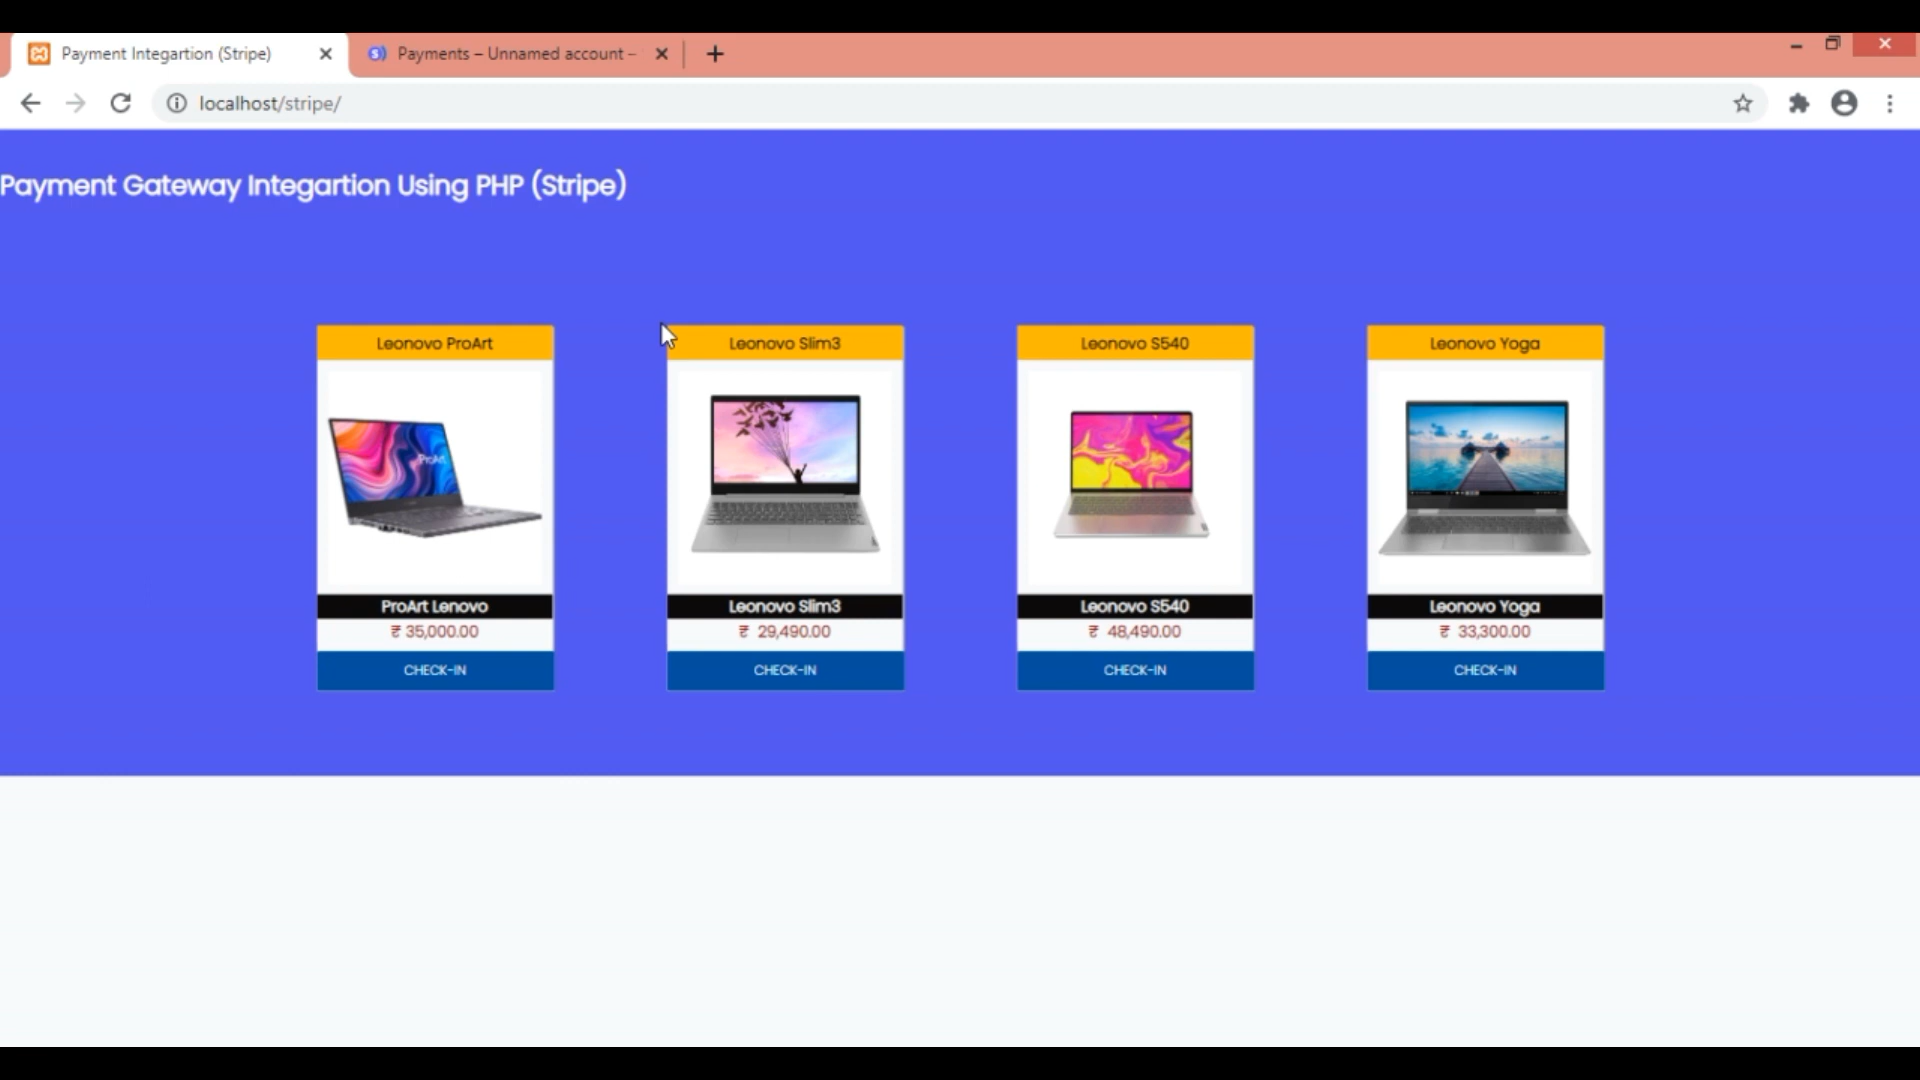 Payment Integartion (Stripe)
Payments – Unnamed account –
localhost/stripe/
Payment Gateway Integartion Using PHP (Stripe)
Leonovo ProArt
Leonovo Slim3
Leonovo S540
Leonovo Yoga
ProArt
ProArt Lenovo
Leonovo Slim3
Leonovo S540
Leonovo Yoga
₹ 35,000.00
₹ 29,490.00
₹ 48,490.00
₹ 33,300.00
CHECK-IN
CHECK-IN
CHECK-IN
CHECK-IN